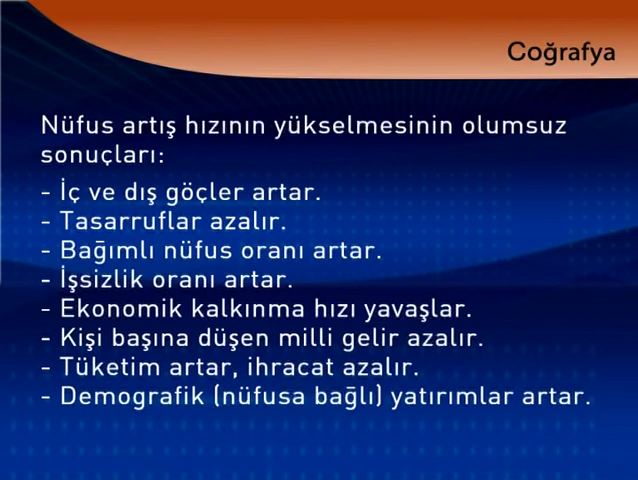 Coğrafya
Nüfus artış hızının yükselmesinin olumsuz
sonuçları:
- İç ve dış göçler artar.
- Tasarruflar azalır.
- Bağımlı nüfus oranı artar.
- İşsizlik oranı artar.
- Ekonomik kalkınma hızı yavaşlar.
- Kişi başına düşen milli gelir azalır.
- Tüketim artar, ihracat azalır.
- Demografik (nüfusa bağlı) yatırımlar artar.